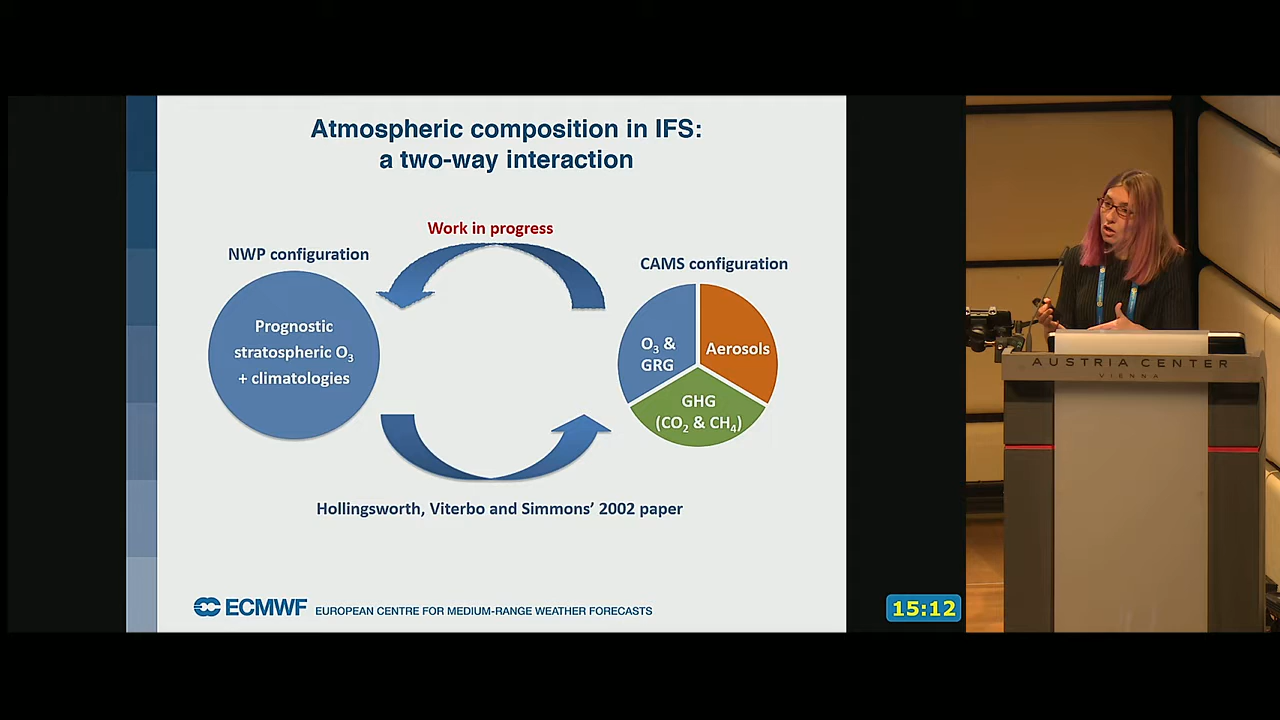 Atmospheric composition in IFS:
a two-way interaction
Work in progress
NWP configuration
CAMS configuration
Prognostic
stratospheric O₃
+ climatologies
O₃ &
GRG
Aerosols
GHG
(CO₂ & CH₄)
Hollingsworth, Viterbo and Simmons’ 2002 paper
ECMWF EUROPEAN CENTRE FOR MEDIUM-RANGE WEATHER FORECASTS
15:12
AUSTRIA CENTER
VIENNA